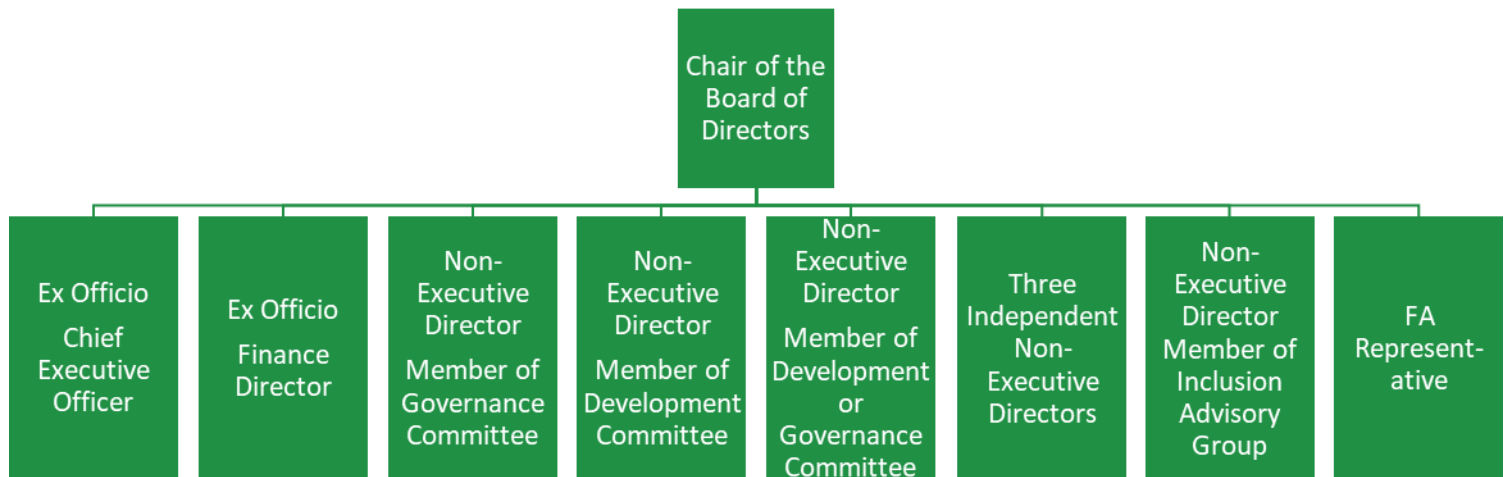 Chair of the
Board of
Directors
Ex Officio
Chief
Executive
Officer
Ex Officio
Finance
Director
Non-
Executive
Director
Member of
Governance
Committee
Non-
Executive
Director
Member of
Development
Committee
Non-
Executive
Director
Member of
Development
or
Governance
Committee
Three
Independent
Non-
Executive
Directors
Non-
Executive
Director
Member of
Inclusion
Advisory
Group
FA
Represent-
ative